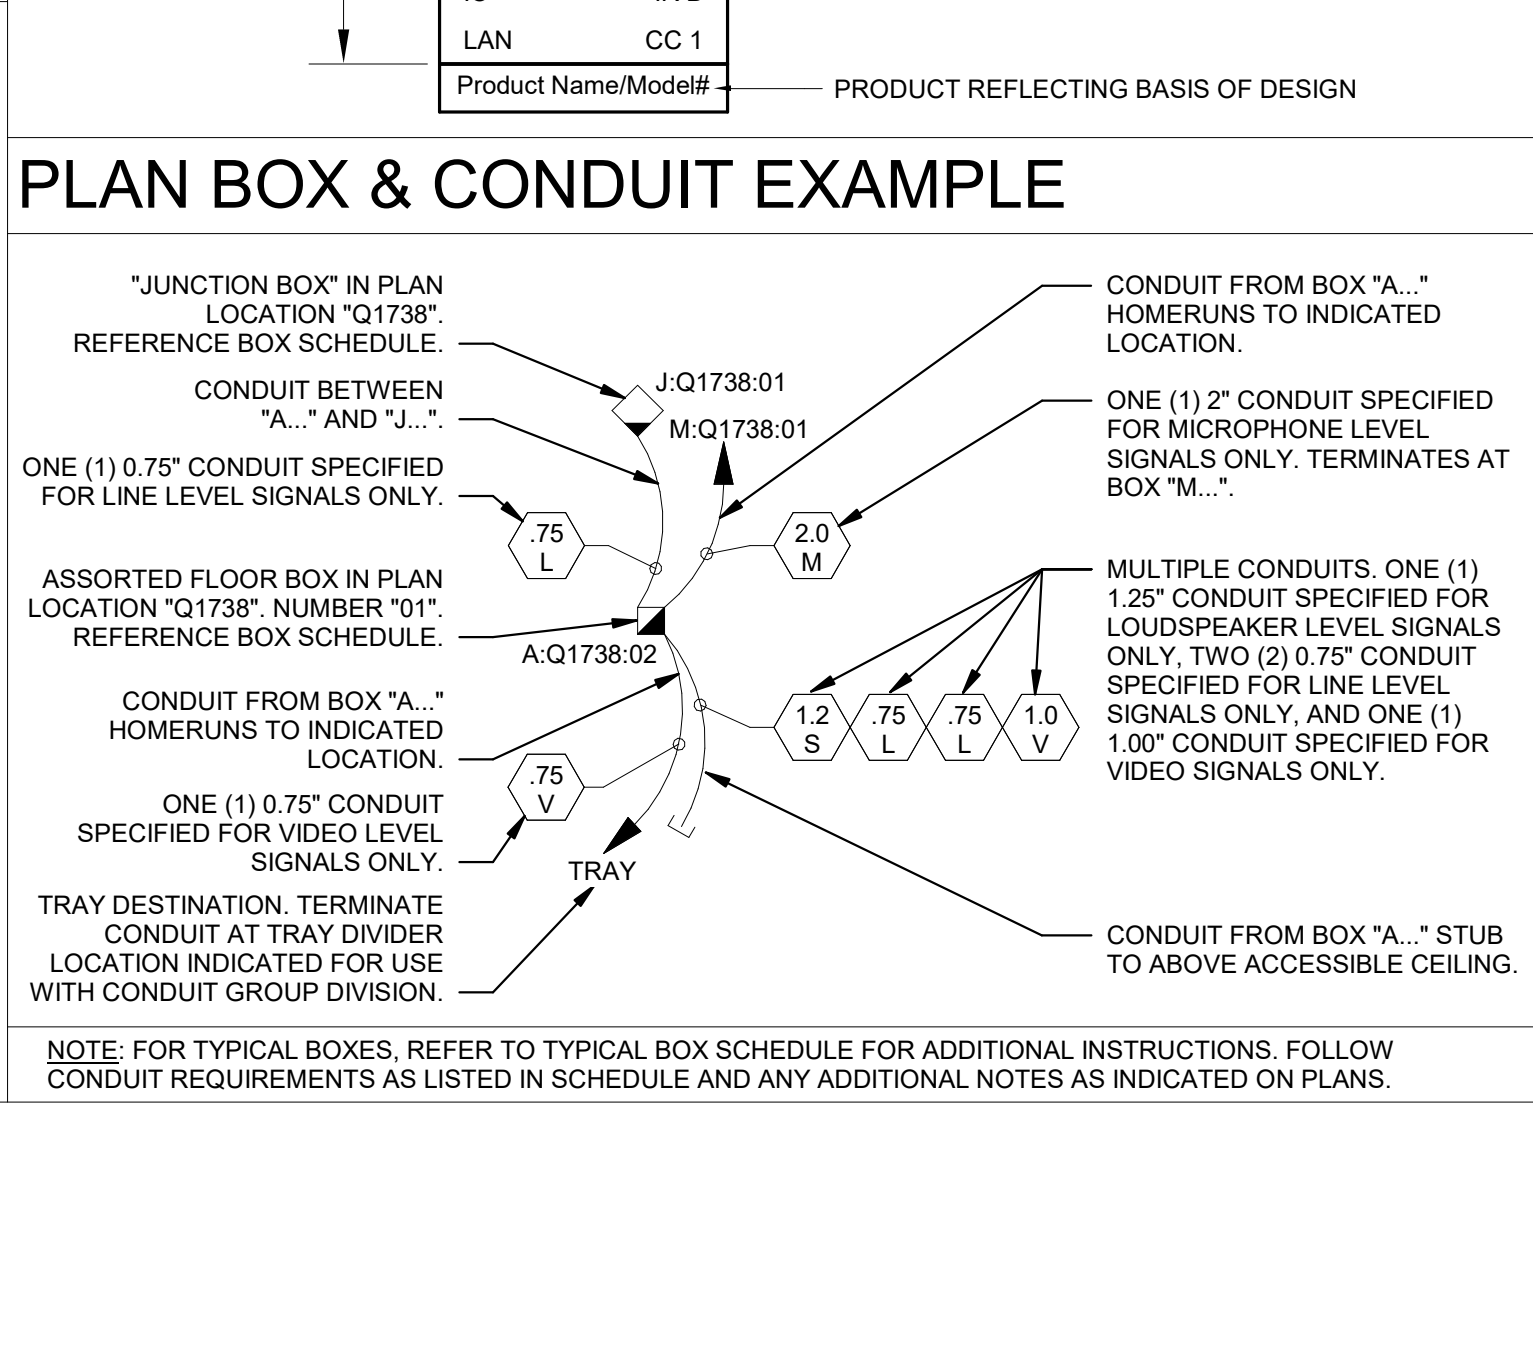 LAN CC 1
Product Name/Model#
PRODUCT REFLECTING BASIS OF DESIGN
PLAN BOX & CONDUIT EXAMPLE
"JUNCTION BOX" IN PLAN
LOCATION "Q1738".
REFERENCE BOX SCHEDULE.
CONDUIT BETWEEN
"A..." AND "J...".
ONE (1) 0.75" CONDUIT SPECIFIED
FOR LINE LEVEL SIGNALS ONLY.
ASSORTED FLOOR BOX IN PLAN
LOCATION "Q1738". NUMBER "01".
REFERENCE BOX SCHEDULE.
CONDUIT FROM BOX "A..."
HOMERUNS TO INDICATED
LOCATION.
ONE (1) 0.75" CONDUIT
SPECIFIED FOR VIDEO LEVEL
SIGNALS ONLY.
TRAY DESTINATION. TERMINATE
CONDUIT AT TRAY DIVIDER
LOCATION INDICATED FOR USE
WITH CONDUIT GROUP DIVISION.
J:Q1738:01
M:Q1738:01
.75
L
2.0
M
A:Q1738:02
1.2
S
.75
L
.75
L
1.0
V
.75
V
TRAY
CONDUIT FROM BOX "A..."
HOMERUNS TO INDICATED
LOCATION.
ONE (1) 2" CONDUIT SPECIFIED
FOR MICROPHONE LEVEL
SIGNALS ONLY. TERMINATES AT
BOX "M...".
MULTIPLE CONDUITS. ONE (1)
1.25" CONDUIT SPECIFIED FOR
LOUDSPEAKER LEVEL SIGNALS
ONLY, TWO (2) 0.75" CONDUIT
SPECIFIED FOR LINE LEVEL
SIGNALS ONLY, AND ONE (1)
1.00" CONDUIT SPECIFIED FOR
VIDEO SIGNALS ONLY.
CONDUIT FROM BOX "A..." STUB
TO ABOVE ACCESSIBLE CEILING.
NOTE: FOR TYPICAL BOXES, REFER TO TYPICAL BOX SCHEDULE FOR ADDITIONAL INSTRUCTIONS. FOLLOW
CONDUIT REQUIREMENTS AS LISTED IN SCHEDULE AND ANY ADDITIONAL NOTES AS INDICATED ON PLANS.